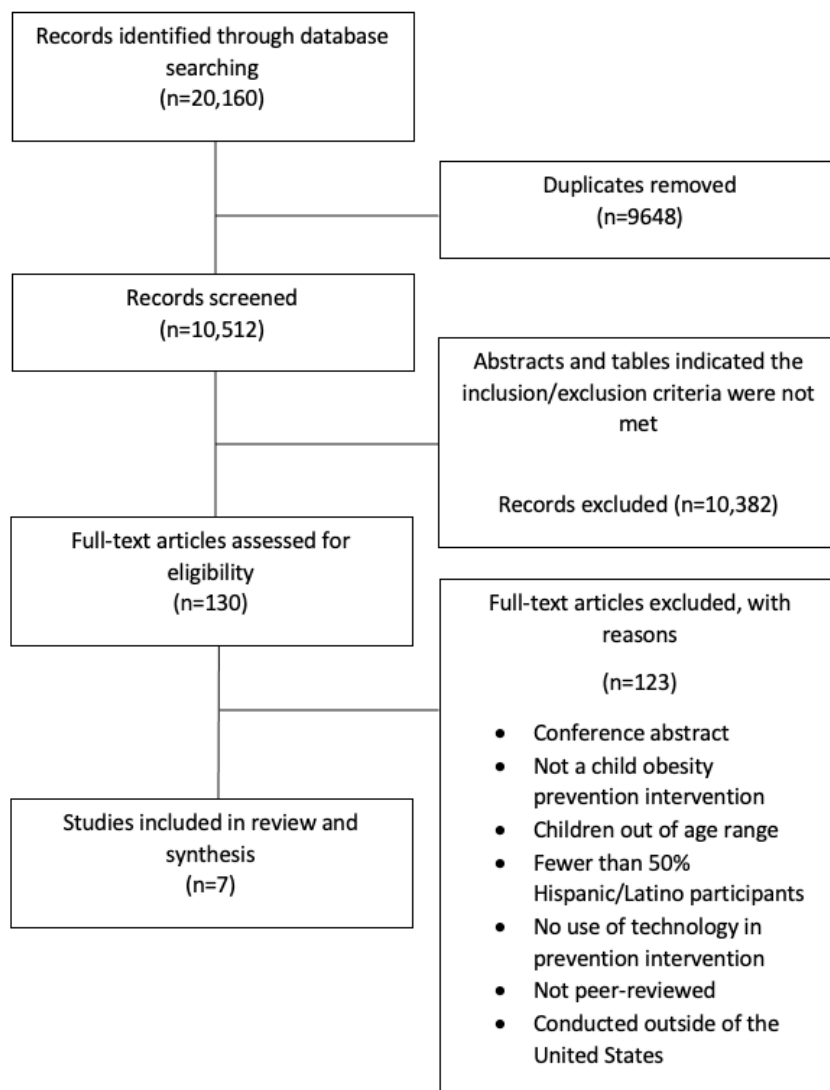 Records identified through database
searching
(n=20,160)
Duplicates removed
(n=9648)
Records screened
(n=10,512)
Abstracts and tables indicated the
inclusion/exclusion criteria were not
met
Records excluded (n=10,382)
Full-text articles assessed for
eligibility
(n=130)
Full-text articles excluded, with
reasons
(n=123)
• Conference abstract
• Not a child obesity
prevention intervention
• Children out of age range
• Fewer than 50%
Hispanic/Latino participants
• No use of technology in
prevention intervention
• Not peer-reviewed
• Conducted outside of the
United States
Studies included in review and
synthesis
(n=7)